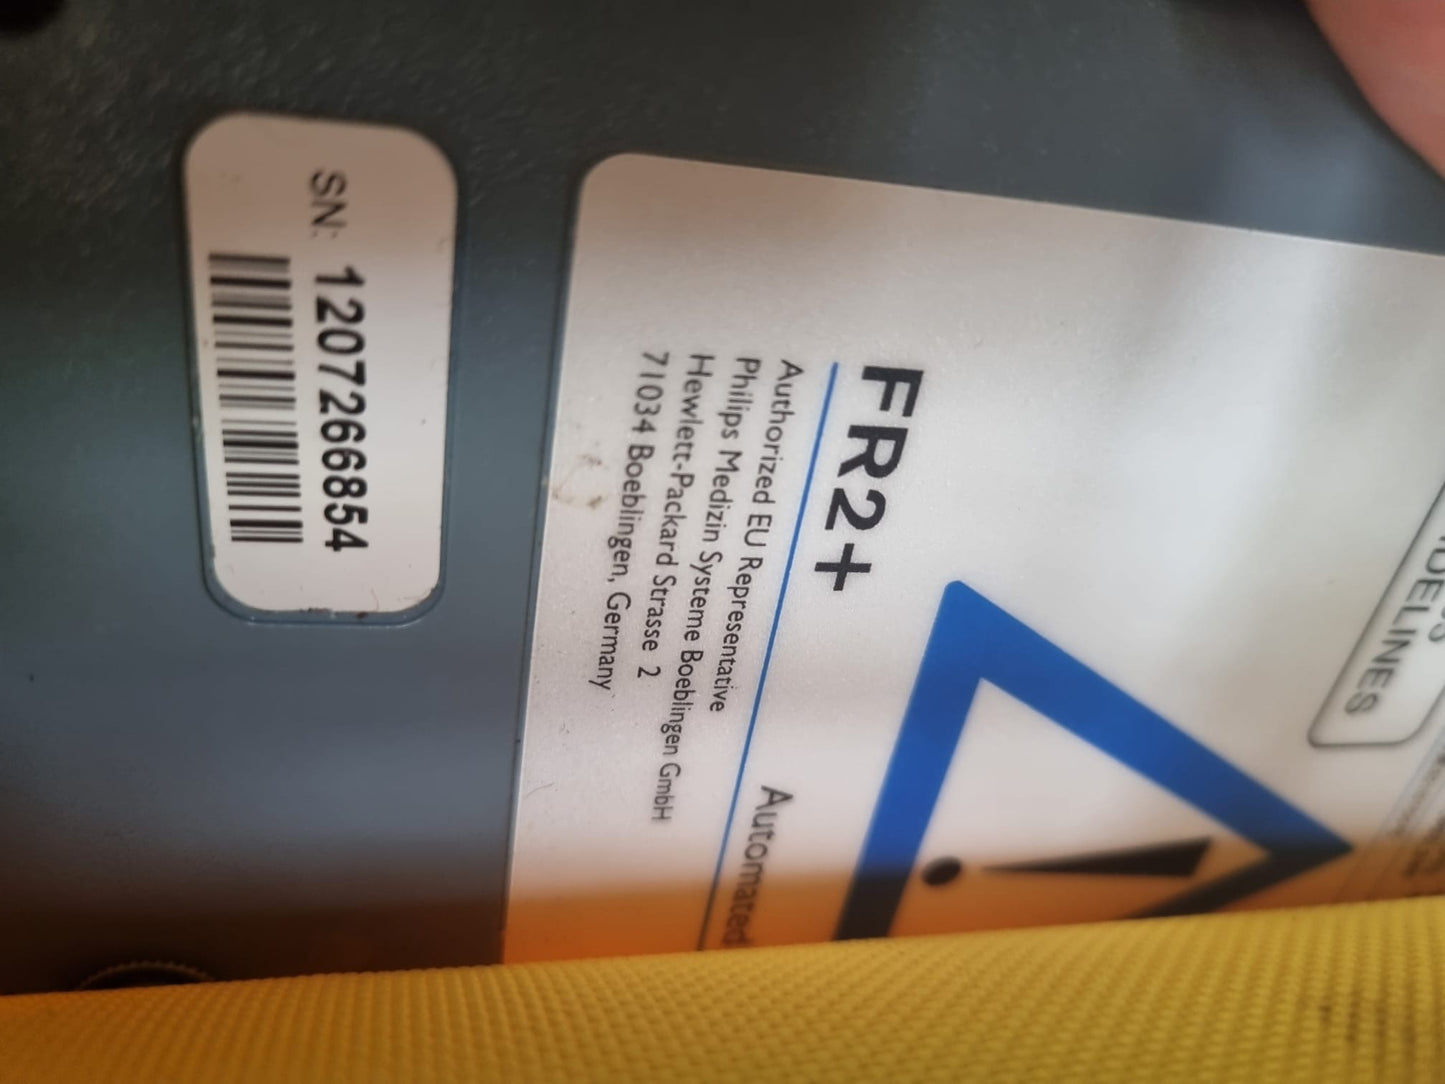 SN: 1207266854
FR2+
Authorized EU Representative
Philips Medizin Systeme Boeblingen GmbH
Hewlett-Packard Strasse 2
71034 Boeblingen, Germany
Automated
UIDELINES